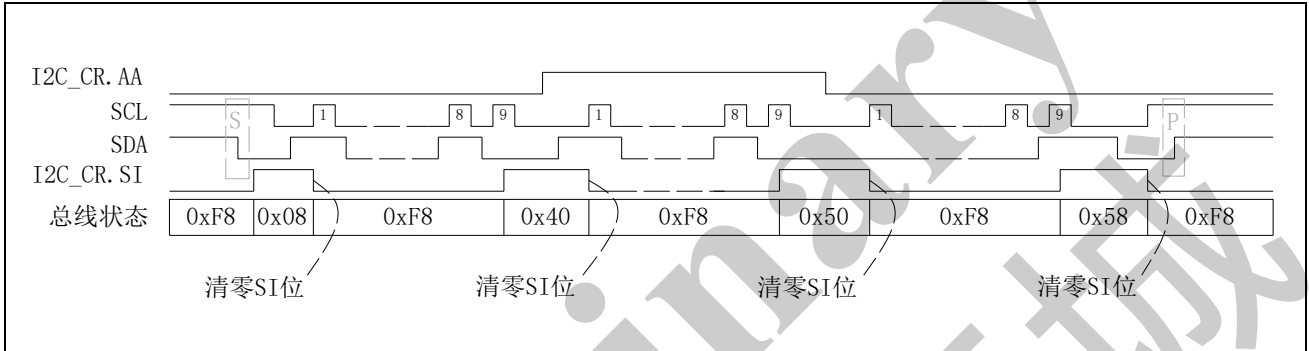 I2C_CR.AA
SCL 1 8 9 1 8 9 1 8 9
S P
SDA
I2C_CR.SI
总线状态 0xF8 0x08 0xF8 0x40 0xF8 0x50 0xF8 0x58 0xF8
清零SI位 清零SI位 清零SI位 清零SI位
inary